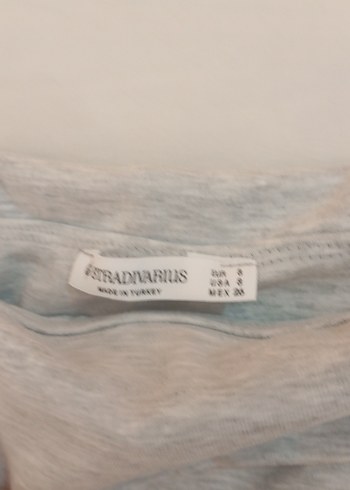 STRADIVARIUS
MADE IN TURKEY
EUR S
USA S
MEX 26